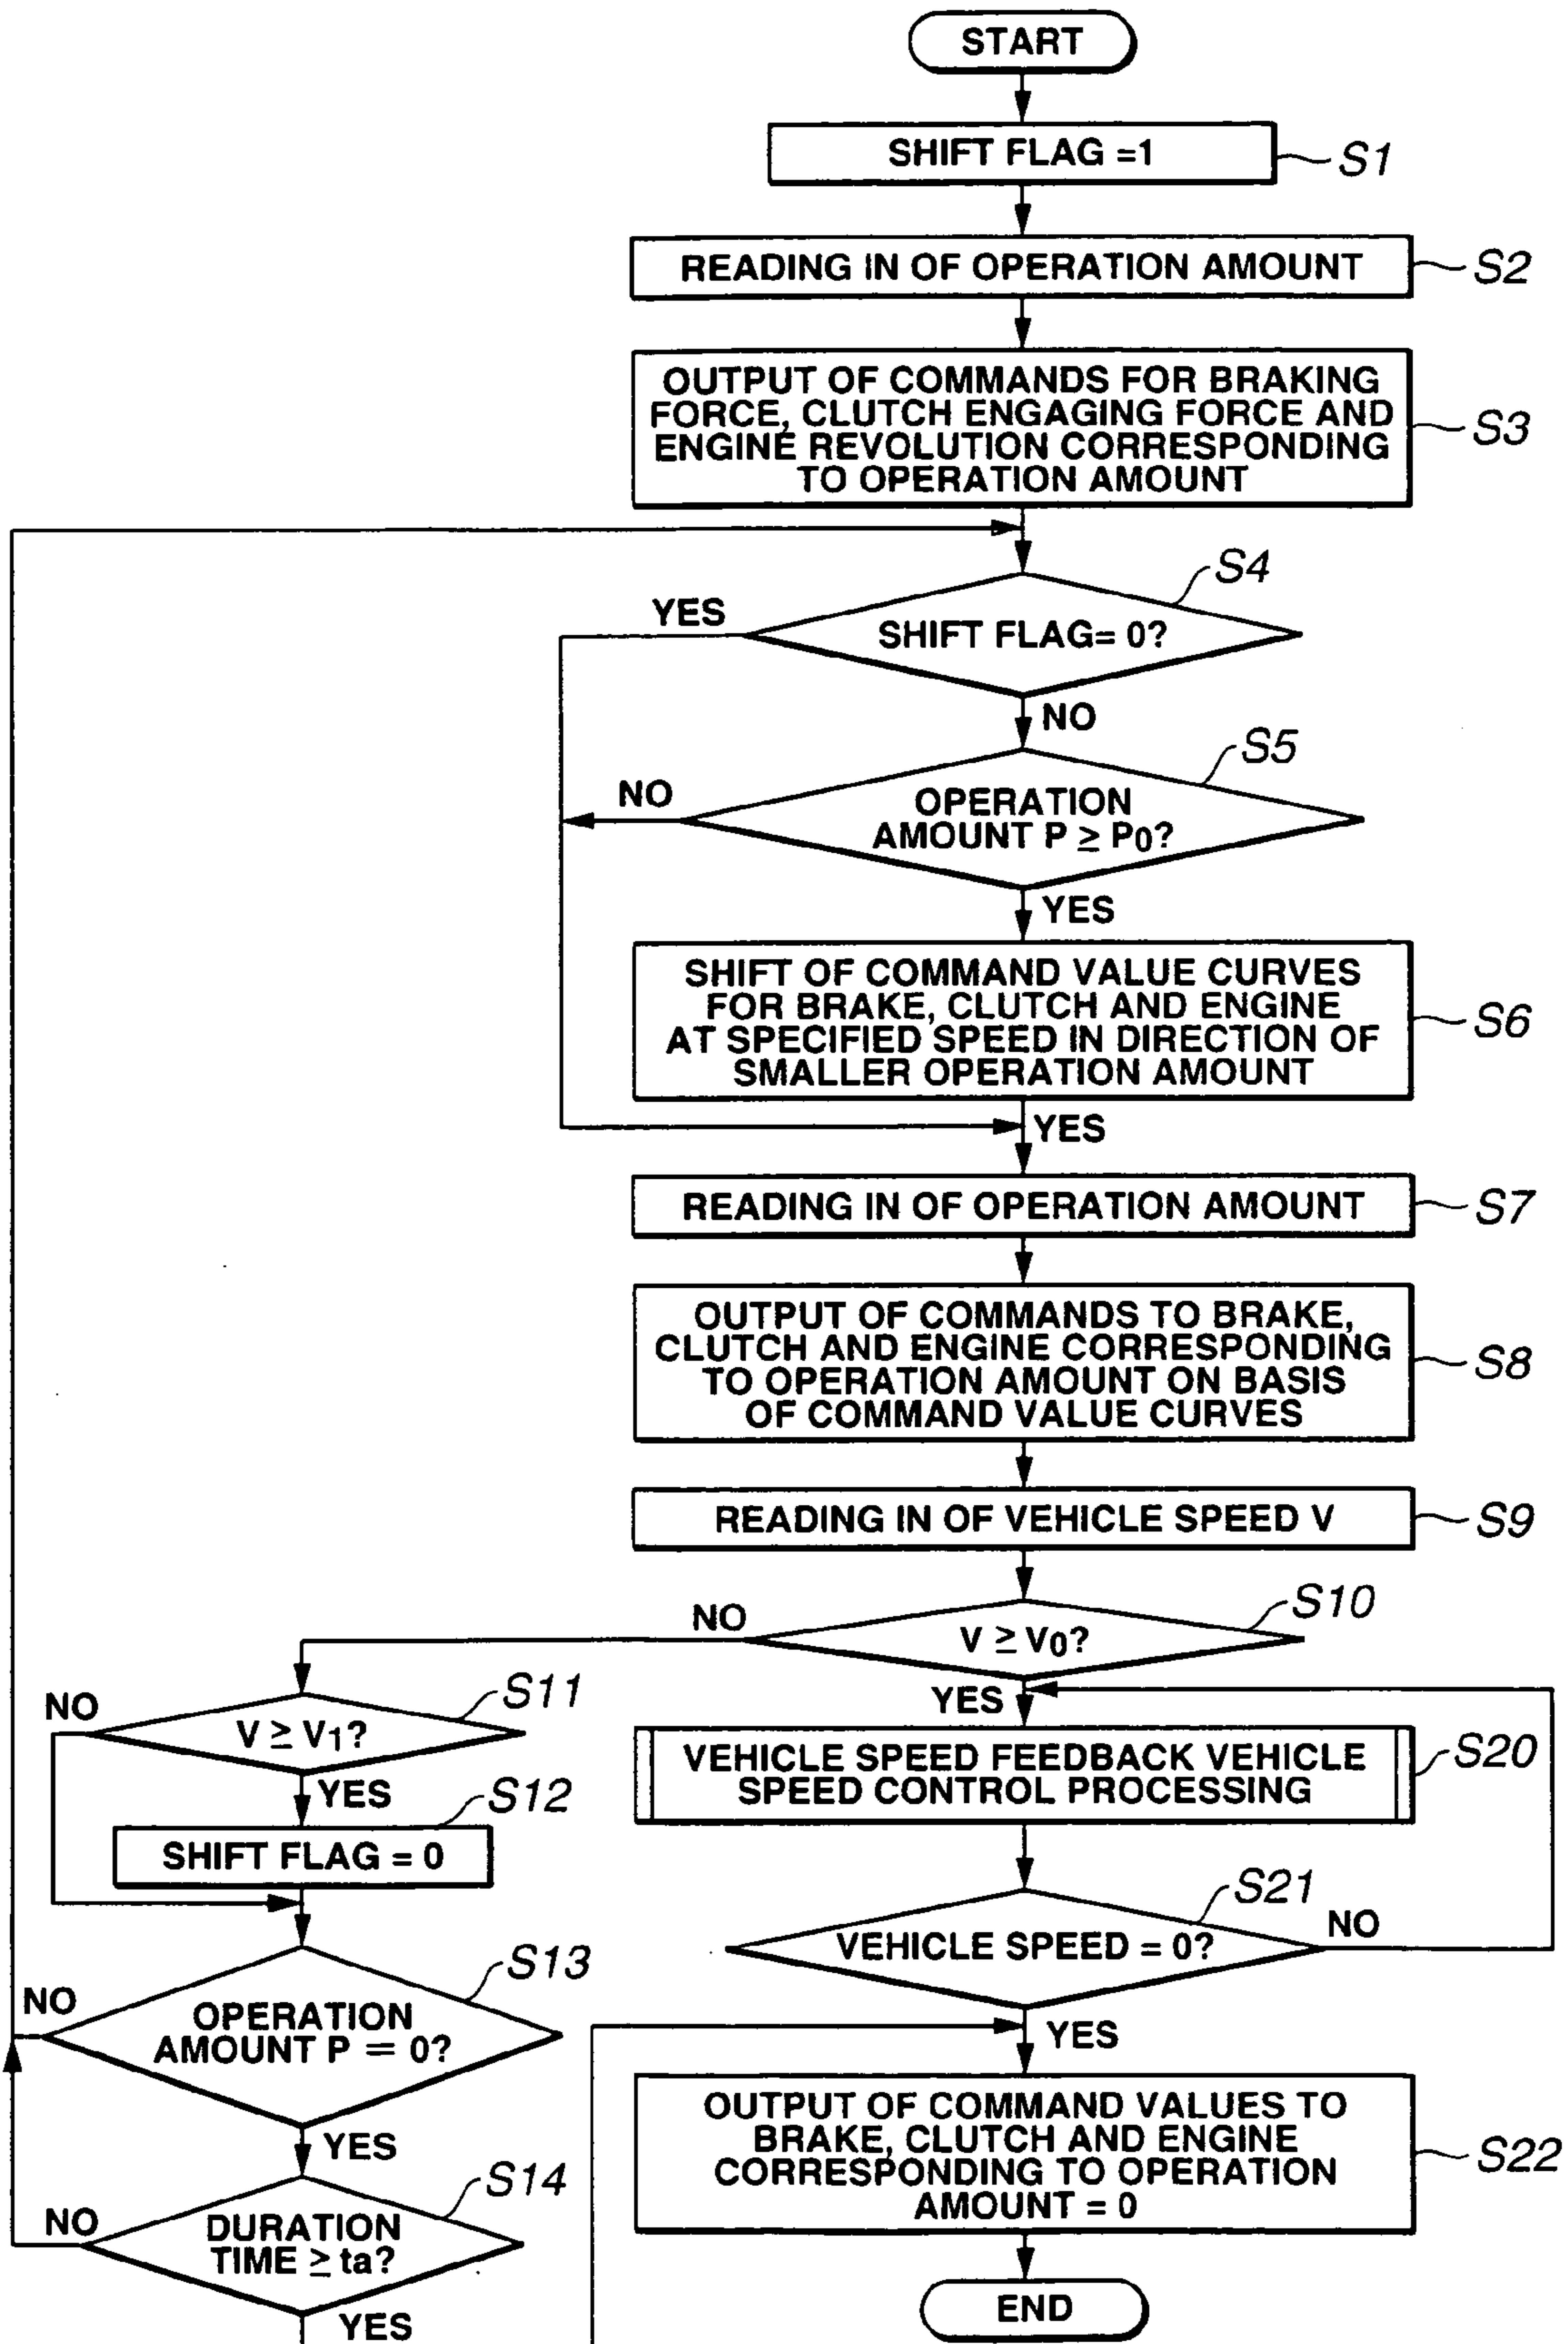 START
SHIFT FLAG =1
S1
READING IN OF OPERATION AMOUNT
S2
OUTPUT OF COMMANDS FOR BRAKING
FORCE, CLUTCH ENGAGING FORCE AND
ENGINE REVOLUTION CORRESPONDING
TO OPERATION AMOUNT
S3
S4
YES
SHIFT FLAG= 0?
NO
S5
NO
OPERATION
AMOUNT P ≥ P0?
YES
SHIFT OF COMMAND VALUE CURVES
FOR BRAKE, CLUTCH AND ENGINE
AT SPECIFIED SPEED IN DIRECTION OF
SMALLER OPERATION AMOUNT
S6
YES
READING IN OF OPERATION AMOUNT
S7
OUTPUT OF COMMANDS TO BRAKE,
CLUTCH AND ENGINE CORRESPONDING
TO OPERATION AMOUNT ON BASIS
OF COMMAND VALUE CURVES
S8
READING IN OF VEHICLE SPEED V
S9
S10
NO
V ≥ V0?
YES
S11
NO
V ≥ V1?
YES
S12
SHIFT FLAG = 0
VEHICLE SPEED FEEDBACK VEHICLE
SPEED CONTROL PROCESSING
S20
S21
VEHICLE SPEED = 0?
NO
YES
S13
NO
OPERATION
AMOUNT P = 0?
YES
S14
NO
DURATION
TIME ≥ ta?
YES
OUTPUT OF COMMAND VALUES TO
BRAKE, CLUTCH AND ENGINE
CORRESPONDING TO OPERATION
AMOUNT = 0
S22
END